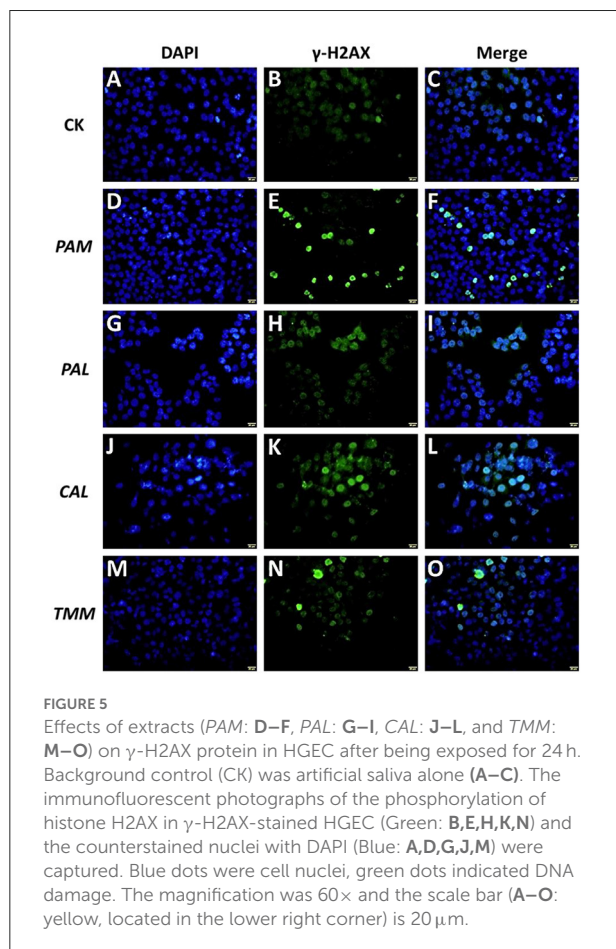 DAPI γ-H2AX Merge
CK A B C
PAM D E F
PAL G H I
CAL J K L
TMM M N O
FIGURE 5
Effects of extracts (PAM: D–F, PAL: G–I, CAL: J–L, and TMM:
M–O) on γ-H2AX protein in HGEC after being exposed for 24 h.
Background control (CK) was artificial saliva alone (A–C). The
immunofluorescent photographs of the phosphorylation of
histone H2AX in γ-H2AX-stained HGEC (Green: B,E,H,K,N) and
the counterstained nuclei with DAPI (Blue: A,D,G,J,M) were
captured. Blue dots were cell nuclei, green dots indicated DNA
damage. The magnification was 60× and the scale bar (A–O:
yellow, located in the lower right corner) is 20 μm.